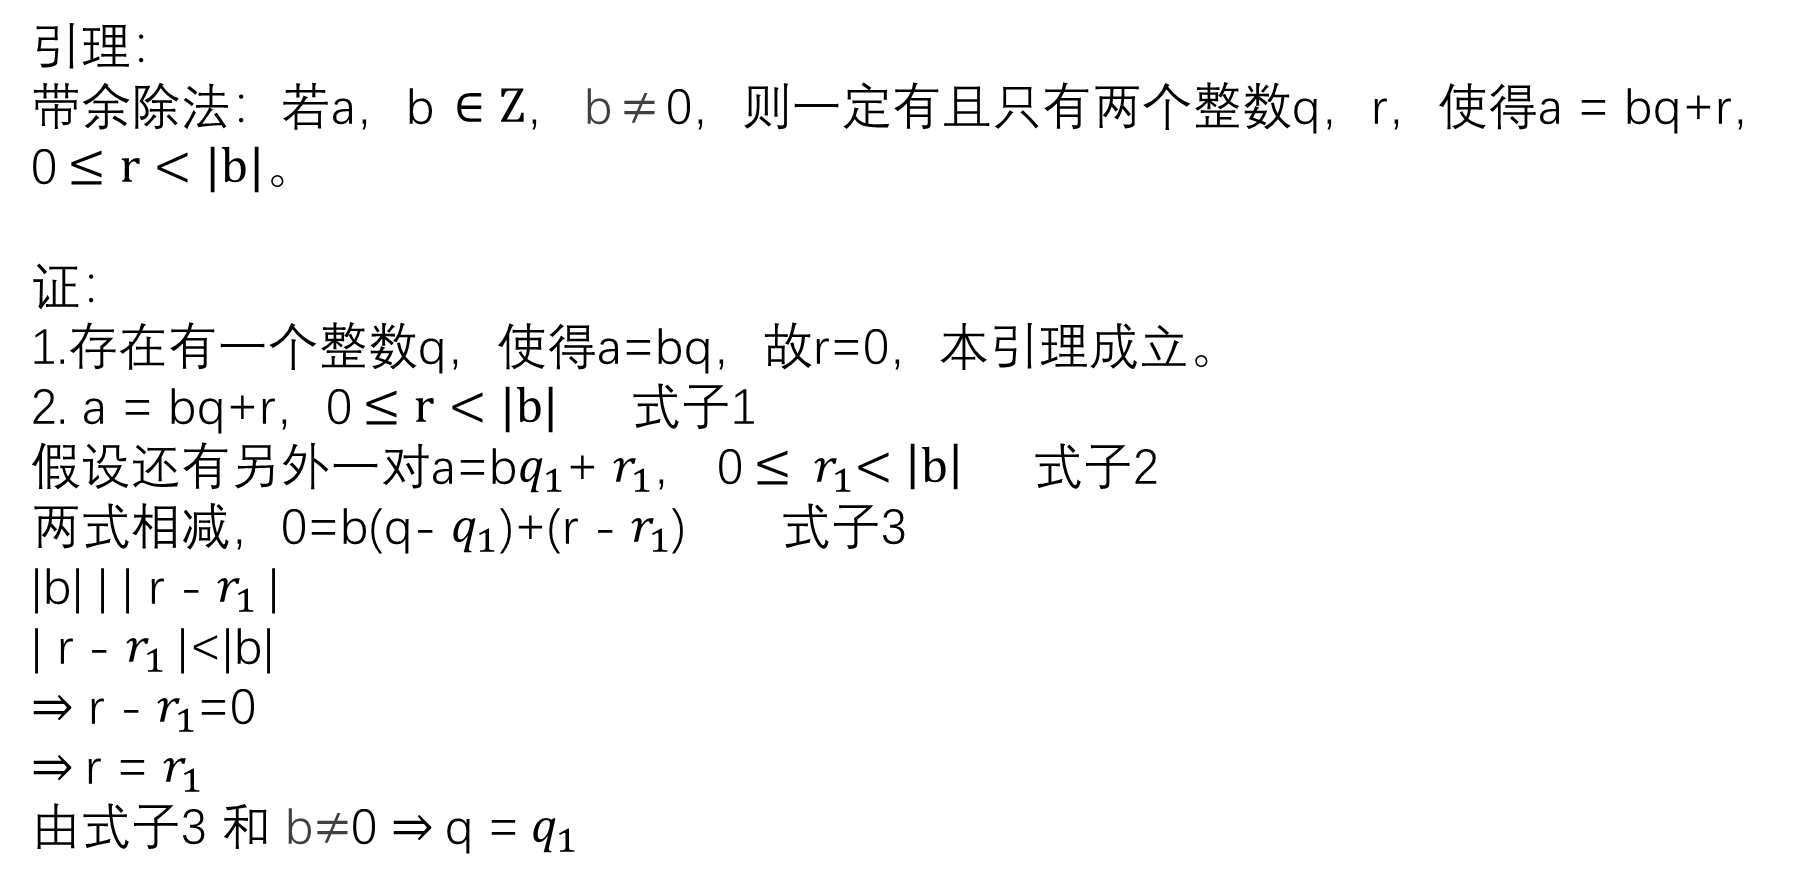 引理：
带余除法：若a，b ∈ Z， b≠0，则一定有且只有两个整数q，r，使得a = bq+r，
0 ≤ r < |b|。
证：
1.存在有一个整数q，使得a=bq，故r=0，本引理成立。
2. a = bq+r，0 ≤ r < |b| 式子1
假设还有另外一对a=bq₁+ r₁， 0 ≤ r₁< |b| 式子2
两式相减，0=b(q- q₁)+(r - r₁) 式子3
|b| | | r - r₁ |
| r - r₁ |<|b|
⇒ r - r₁=0
⇒ r = r₁
由式子3 和 b≠0 ⇒ q = q₁